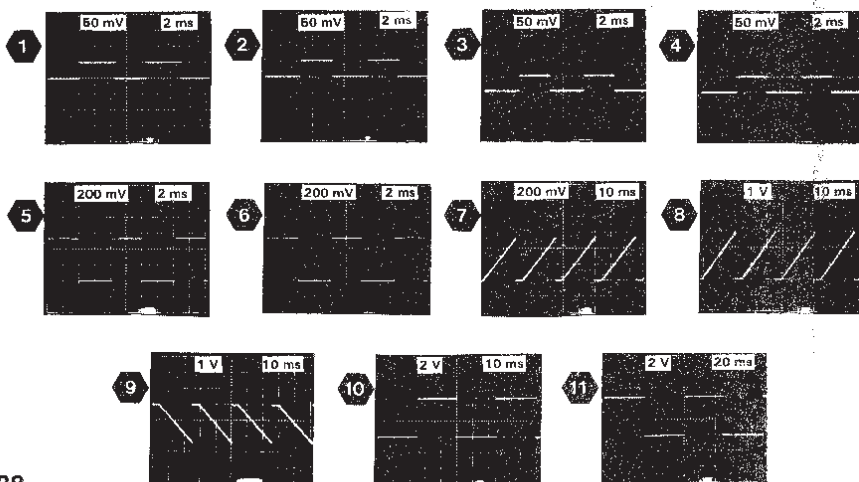 1
50 mV 2 ms
2
50 mV 2 ms
3
50 mV 2 ms
4
50 mV 2 ms
5
200 mV 2 ms
6
200 mV 2 ms
7
200 mV 10 ms
8
1 V 10 ms
9
1 V 10 ms
10
2 V 10 ms
11
2 V 20 ms